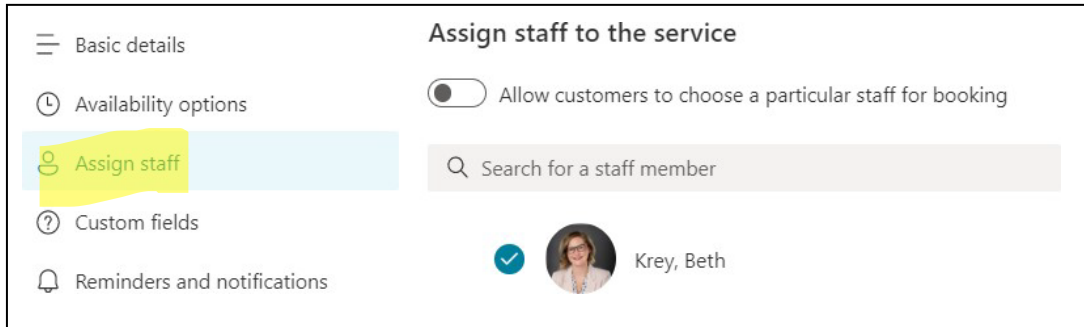 Basic details
Availability options
Assign staff
Custom fields
Reminders and notifications
Assign staff to the service
Allow customers to choose a particular staff for booking
Search for a staff member
Krey, Beth